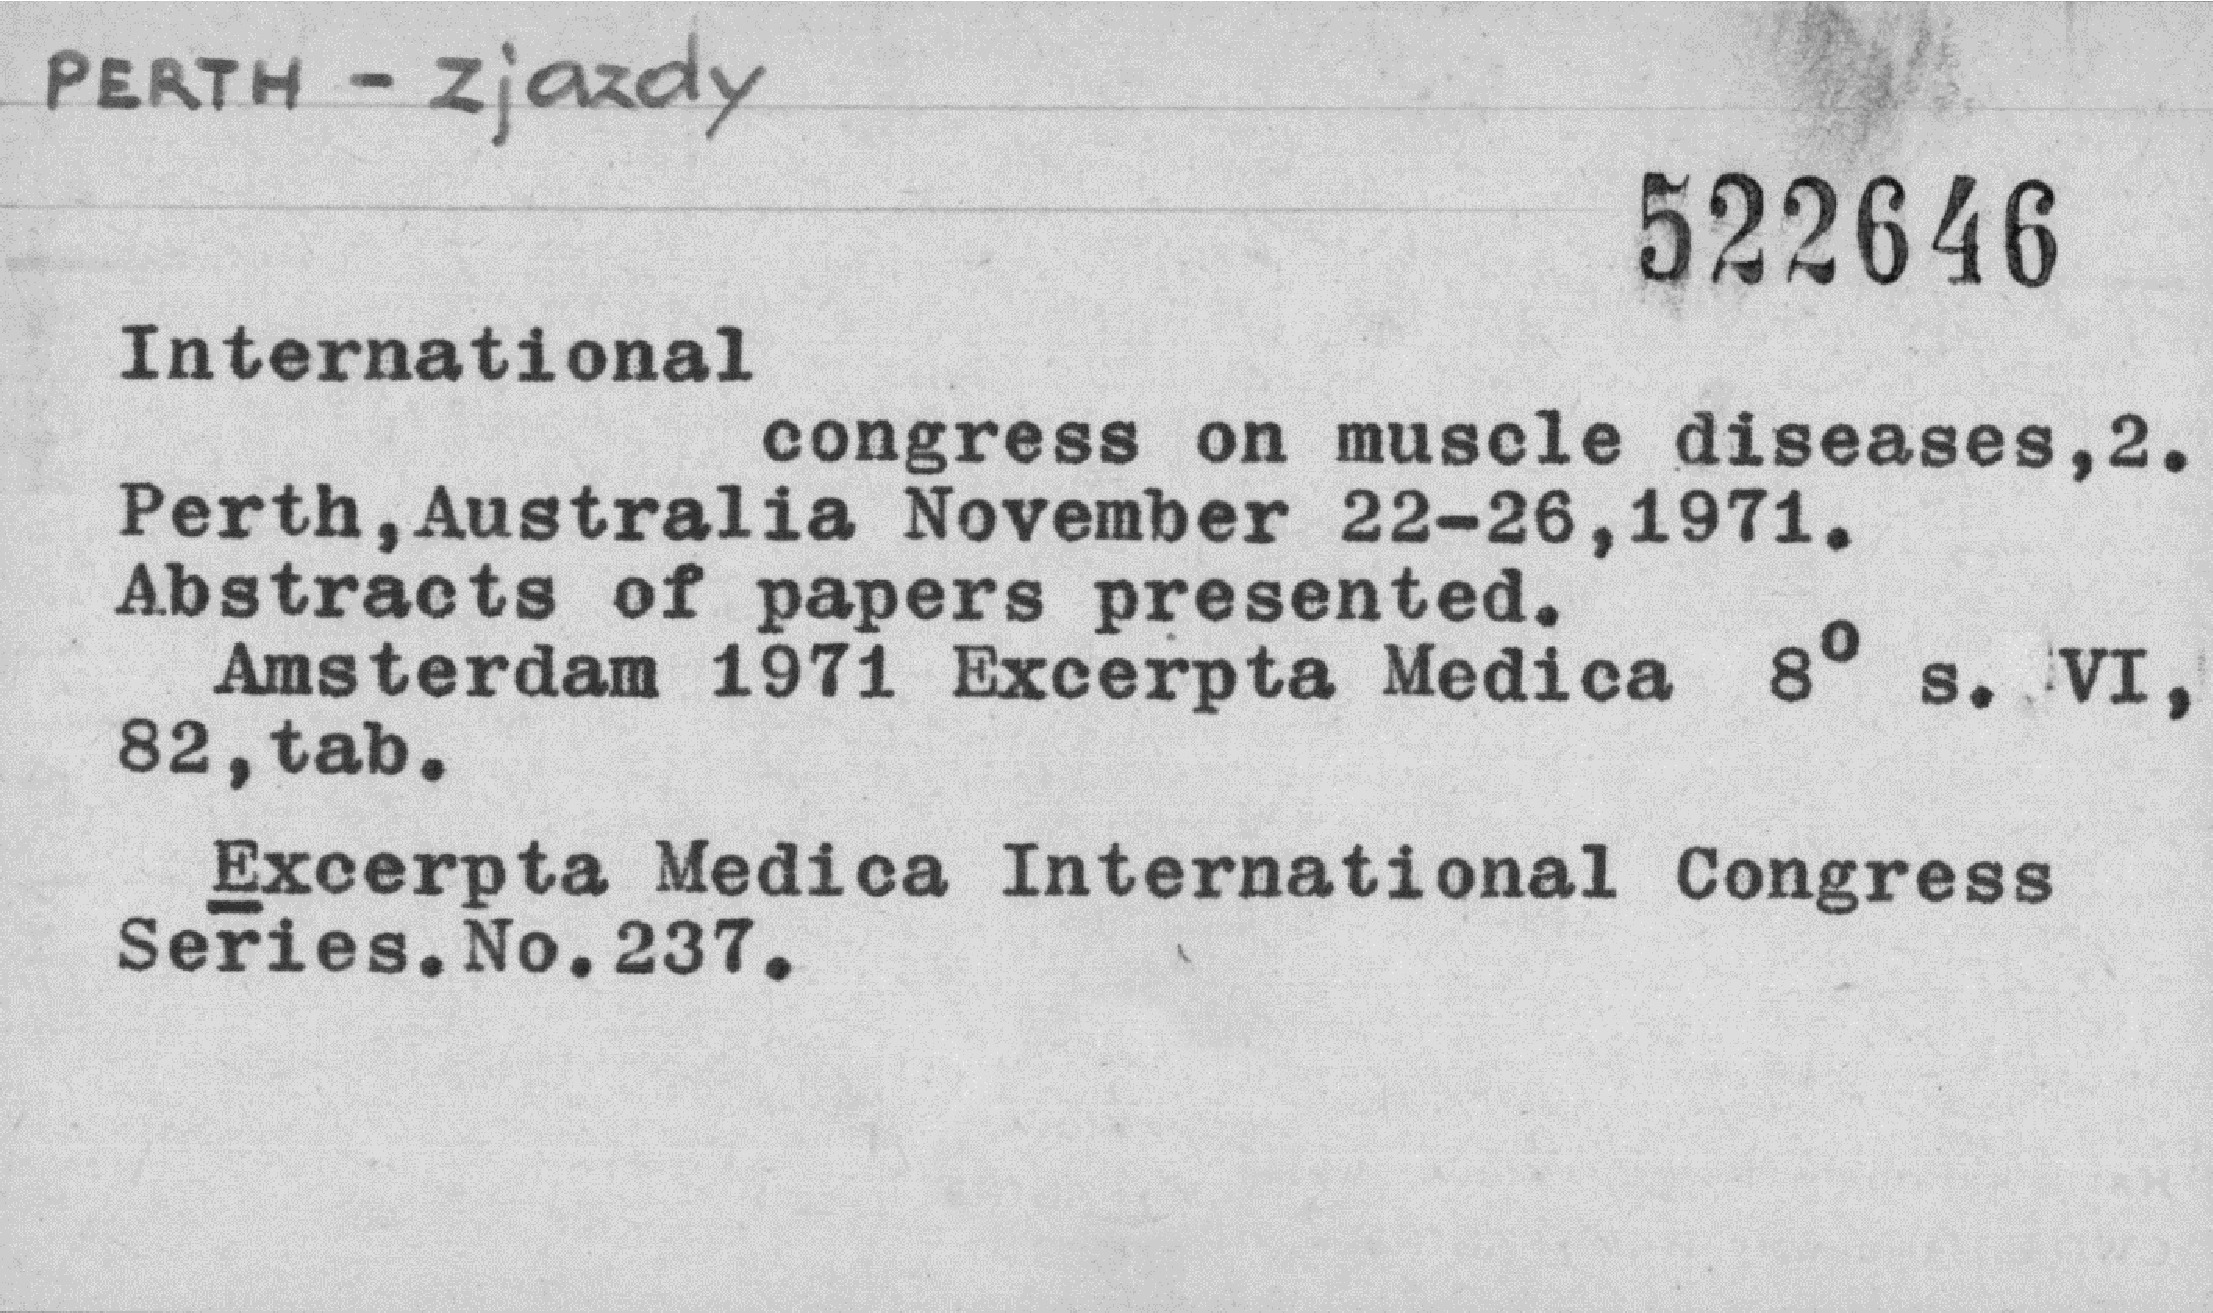 PERTH - zjazdy
522646
International
congress on muscle diseases,2.
Perth,Australia November 22-26,1971.
Abstracts of papers presented.
Amsterdam 1971 Excerpta Medica 8° s. VI,
82,tab.
Excerpta Medica International Congress
Series.No.237.